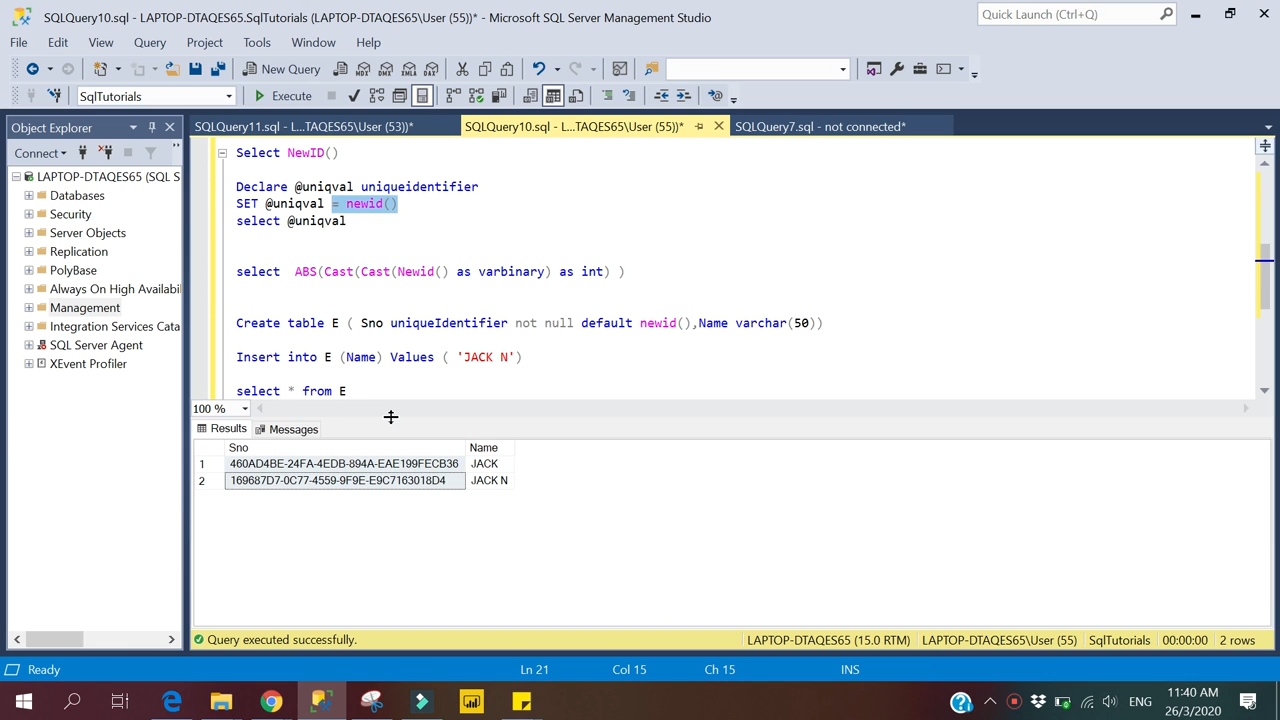 SQLQuery10.sql - LAPTOP-DTAQES65.SqlTutorials (LAPTOP-DTAQES65\User (55))* - Microsoft SQL Server Management Studio
Quick Launch (Ctrl+Q)
File Edit View Query Project Tools Window Help
New Query MDX DMX XMLA DAX
SqlTutorials Execute
Object Explorer
SQLQuery11.sql - L...TAQES65\User (53))*
SQLQuery10.sql - L...TAQES65\User (55))*
SQLQuery7.sql - not connected*
Connect
LAPTOP-DTAQES65 (SQL S
Databases
Security
Server Objects
Replication
PolyBase
Always On High Availabil
Management
Integration Services Cata
SQL Server Agent
XEvent Profiler
Select NewID()
Declare @uniqval uniqueidentifier
SET @uniqval = newid()
select @uniqval
select ABS(Cast(Cast(Newid() as varbinary) as int) )
Create table E ( Sno uniqueIdentifier not null default newid(),Name varchar(50))
Insert into E (Name) Values ( 'JACK N')
select * from E
100 %
Results Messages
Sno Name
1 460AD4BE-24FA-4EDB-894A-EAE199FECB36 JACK
2 169687D7-0C77-4559-9F9E-E9C7163018D4 JACK N
Query executed successfully.
LAPTOP-DTAQES65 (15.0 RTM) LAPTOP-DTAQES65\User (55) SqlTutorials 00:00:00 2 rows
Ready Ln 21 Col 15 Ch 15 INS
ENG
11:40 AM
26/3/2020